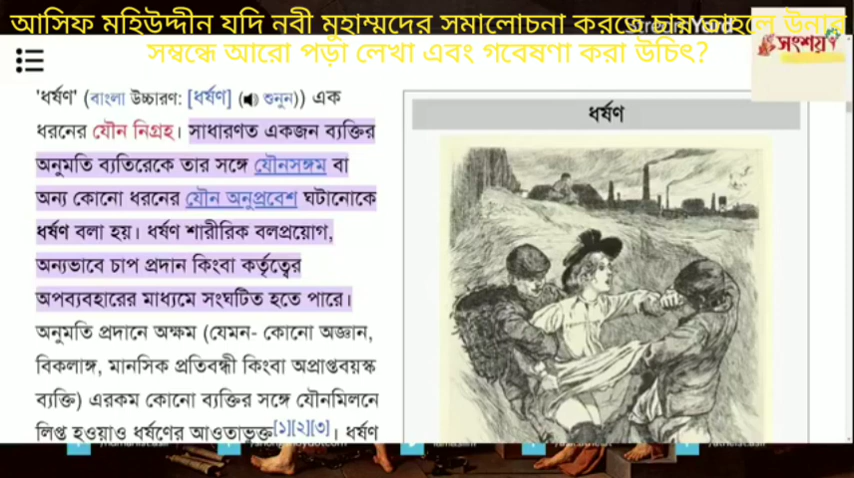 আসিফ মহিউদ্দীন যদি নবী মুহাম্মদের সমালোচনা করতে চায় তাহলে উনার
সম্বন্ধে আরো পড়া লেখা এবং গবেষণা করা উচিৎ?
সংশয়
'ধর্ষণ' (বাংলা উচ্চারণ: [ধর্ষণ] (শুনুন)) এক
ধরনের যৌন নিগ্রহ। সাধারণত একজন ব্যক্তির
অনুমতি ব্যতিরেকে তার সঙ্গে যৌনসঙ্গম বা
অন্য কোনো ধরনের যৌন অনুপ্রবেশ ঘটানোকে
ধর্ষণ বলা হয়। ধর্ষণ শারীরিক বলপ্রয়োগ,
অন্যভাবে চাপ প্রদান কিংবা কর্তৃত্বের
অপব্যবহারের মাধ্যমে সংঘটিত হতে পারে।
অনুমতি প্রদানে অক্ষম (যেমন- কোনো অজ্ঞান,
বিকলাঙ্গ, মানসিক প্রতিবন্ধী কিংবা অপ্রাপ্তবয়স্ক
ব্যক্তি) এরকম কোনো ব্যক্তির সঙ্গে যৌনমিলনে
লিপ্ত হওয়াও ধর্ষণের আওতাভুক্ত[১][২][৩]। ধর্ষণ
ধর্ষণ